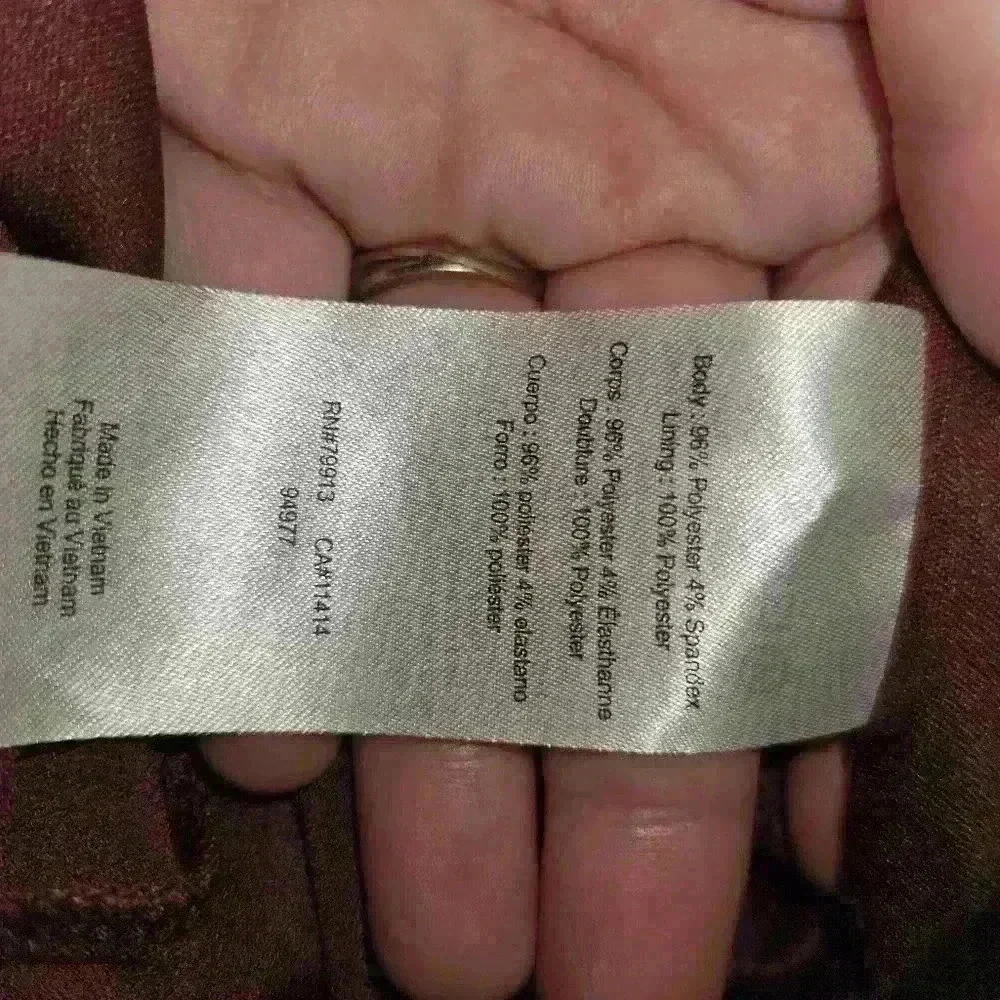 Body : 96% Polyester 4% Spandex
Lining : 100% Polyester
Corps : 96% Polyester 4% Élasthanne
Doublure : 100% Polyester
Cuerpo : 96% poliester 4% elastano
Forro : 100% poliester
RN#79913 CA#11414
94977
Made in Vietnam
Fabriqué au Vietnam
Hecho en Vietnam